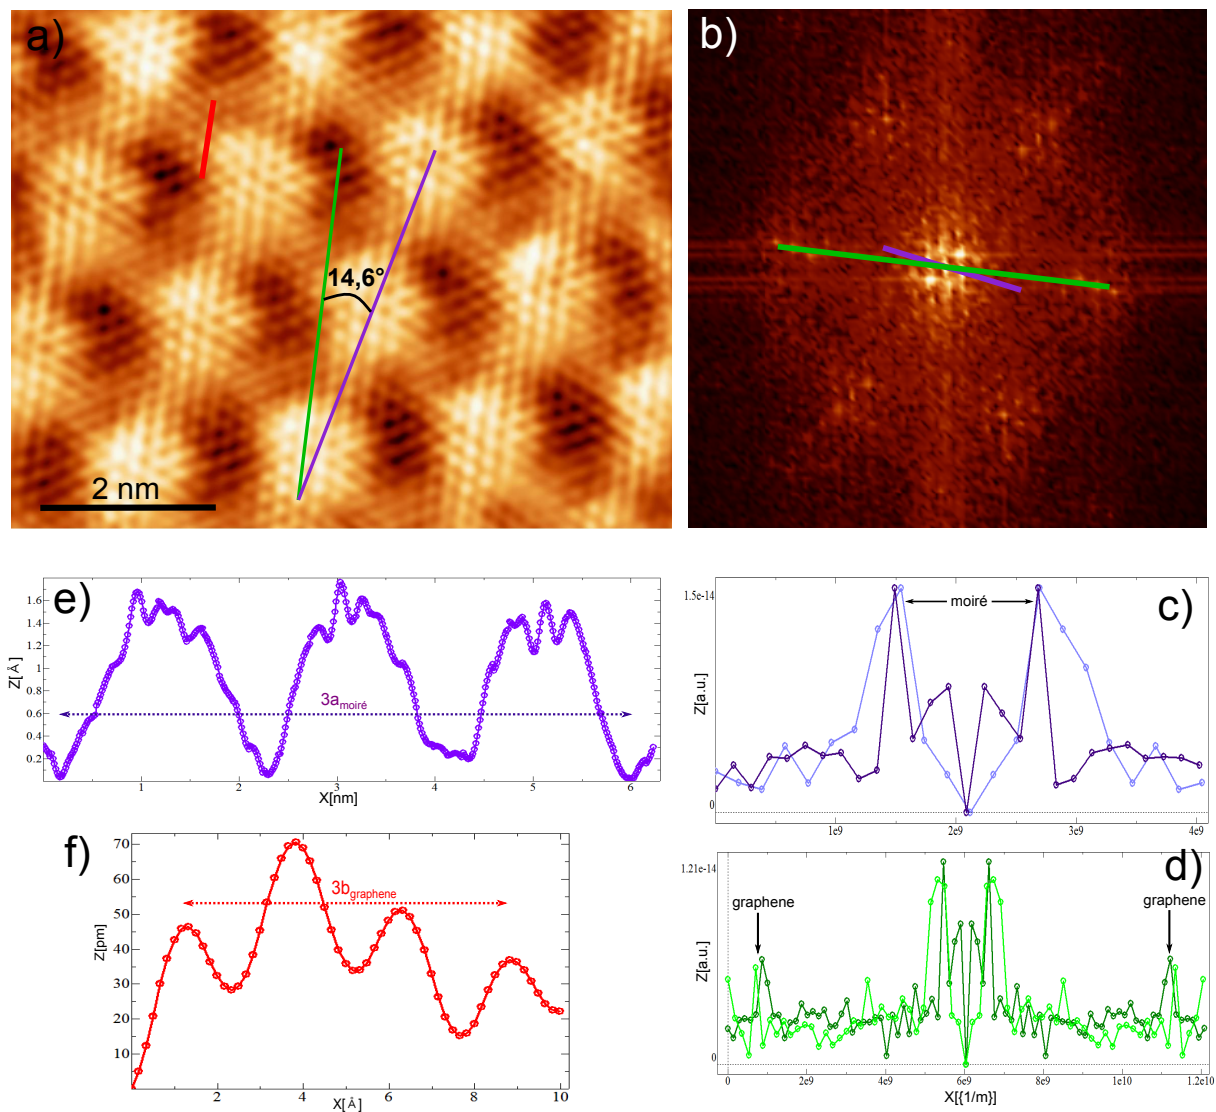 a)
14,6°
2 nm
b)
e)
1.6
1.4
1.2
1
0.8
0.6
0.4
0.2
Z[Å]
3amoiré
1 2 3 4 5 6
X[nm]
c)
1.5e-14
moiré
Z[a.u.]
0
1e9 2e9 3e9 4e9
f)
70
60
50
40
30
20
10
Z[pm]
3bgraphene
0 2 4 6 8 10
X[Å]
d)
1.21e-14
graphene
graphene
Z[a.u.]
0
0 2e9 4e9 6e9 8e9 1e10 1.2e10
X[{1/m}]